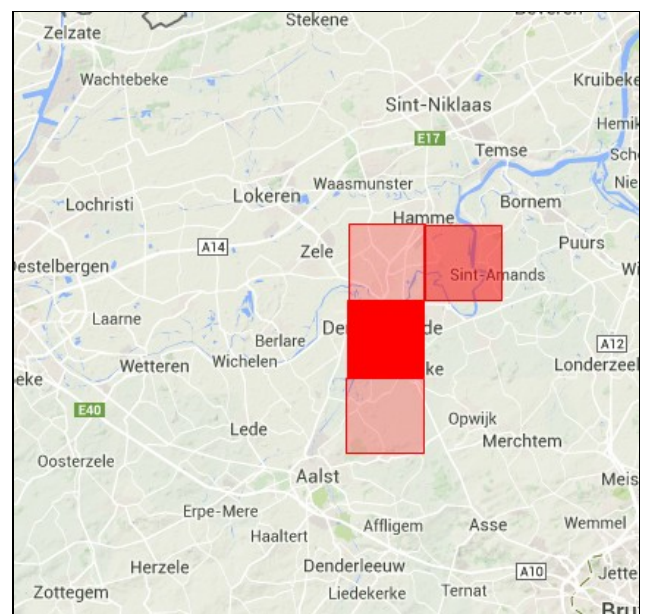 Stekene
Zelzate
Wachtebeke
Kruibeke
Sint-Niklaas
E17
Hemik
Temse
Waasmunster
Lokeren
Lochristi
Bornem
Hamme
Puurs
A14
Zele
Destelbergen
Sint-Amands
Laarne
Berlare
A12
Wichelen
Wetteren
Londerzeel
E40
Opwijk
Lede
Merchtem
Oosterzele
Aalst
Meis
Erpe-Mere
Affligem
Asse
Wemmel
Haaltert
Herzele
Denderleeuw
A10
Jette
Zottegem
Liedekerke
Ternat